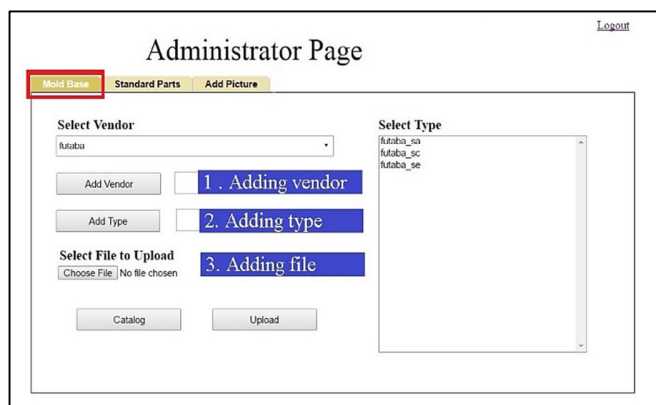 Logout
Administrator Page
Mold Base Standard Parts Add Picture
Select Vendor
futaba
Add Vendor 1 . Adding vendor
Add Type 2. Adding type
Select File to Upload
Choose File No file chosen 3. Adding file
Catalog Upload
Select Type
futaba_sa
futaba_sc
futaba_se